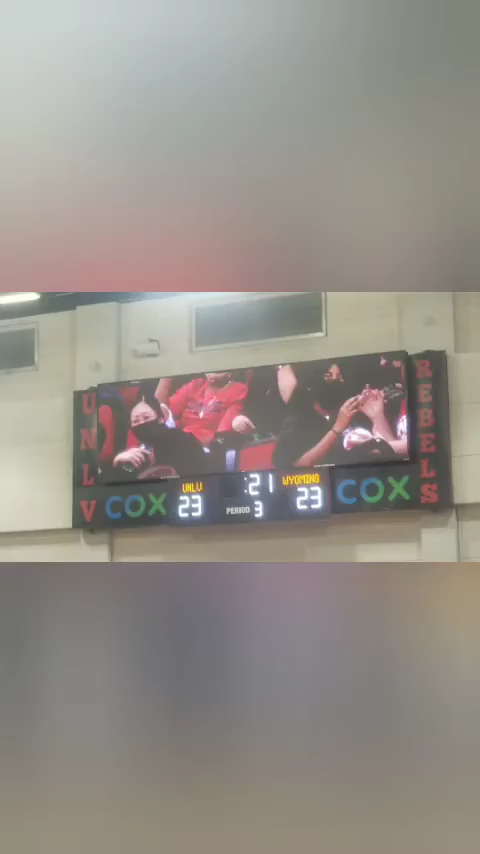 UNLV
REBELS
COX
UNLV
:21
WYOMING
COX
23
PERIOD 3
23